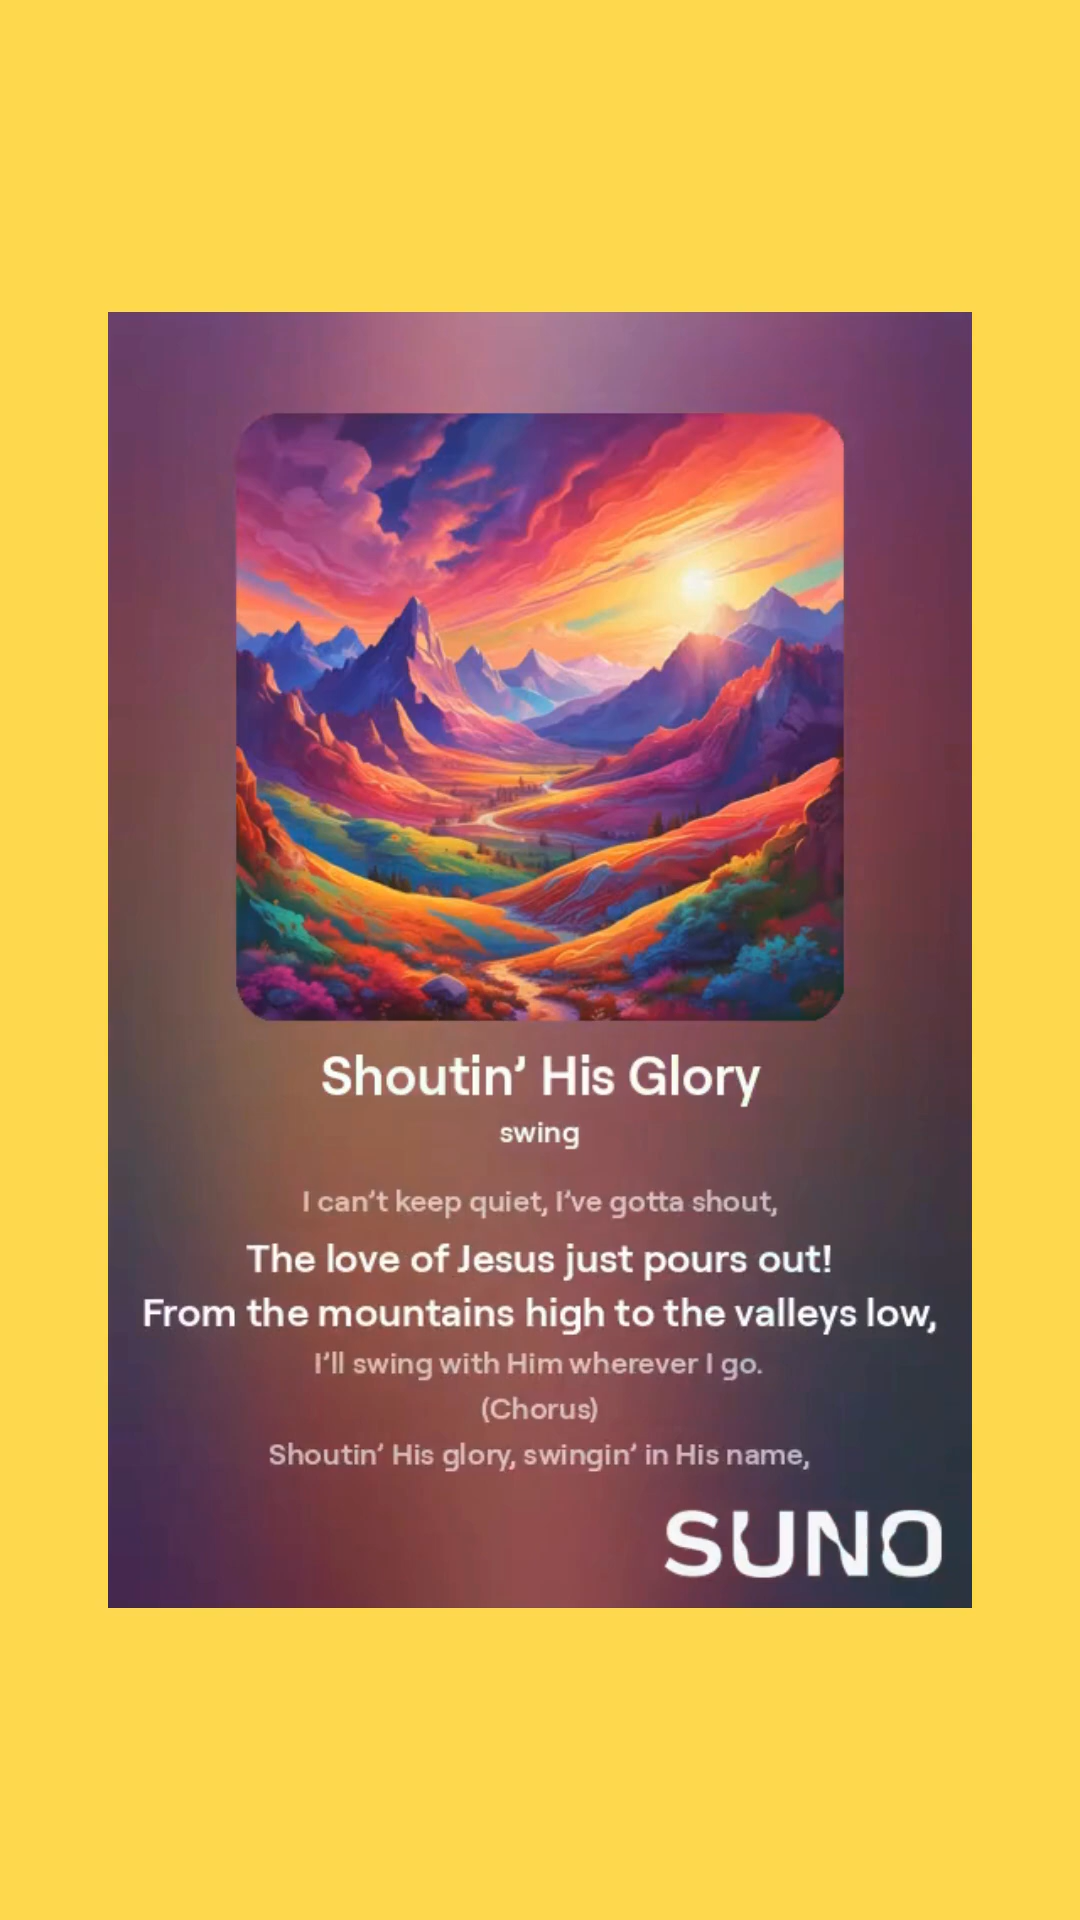 Shoutin’ His Glory
swing
I can’t keep quiet, I’ve gotta shout,
The love of Jesus just pours out!
From the mountains high to the valleys low,
I’ll swing with Him wherever I go.
(Chorus)
Shoutin’ His glory, swingin’ in His name,
SUNO